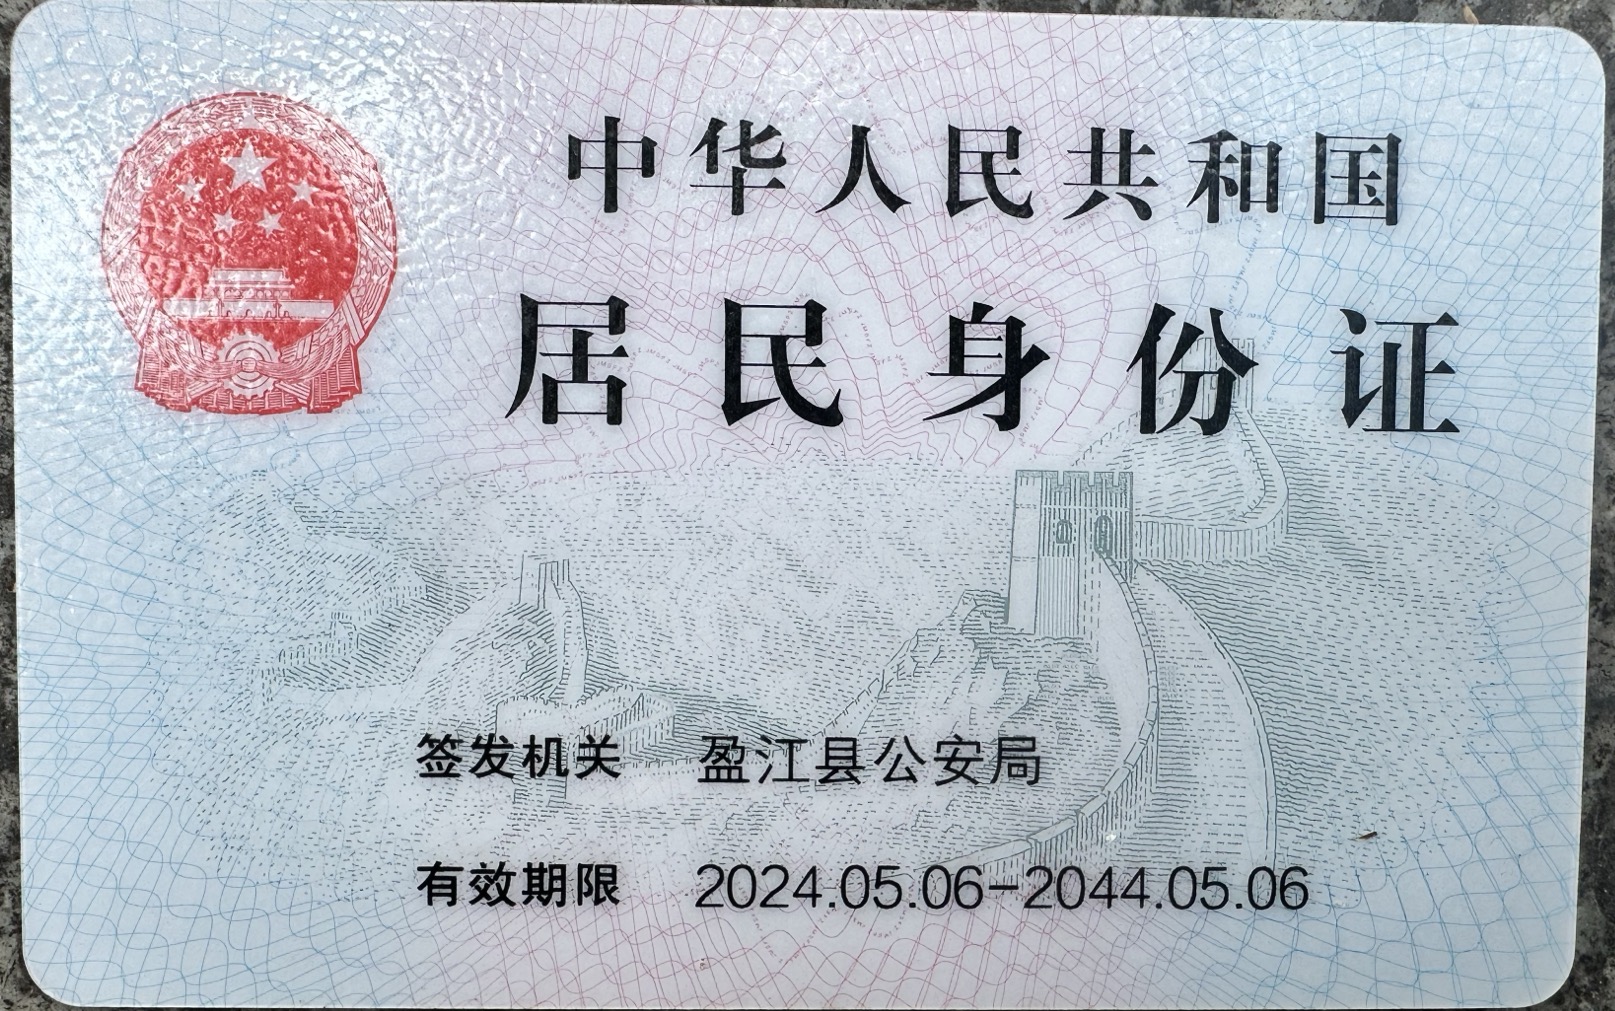 中华人民共和国
居民身份证
签发机关 盈江县公安局
有效期限 2024.05.06-2044.05.06